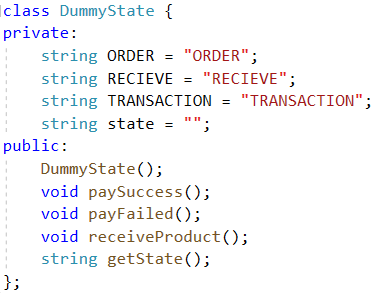 class DummyState {
private:
    string ORDER = "ORDER";
    string RECIEVE = "RECIEVE";
    string TRANSACTION = "TRANSACTION";
    string state = "";
public:
    DummyState();
    void paySuccess();
    void payFailed();
    void receiveProduct();
    string getState();
};